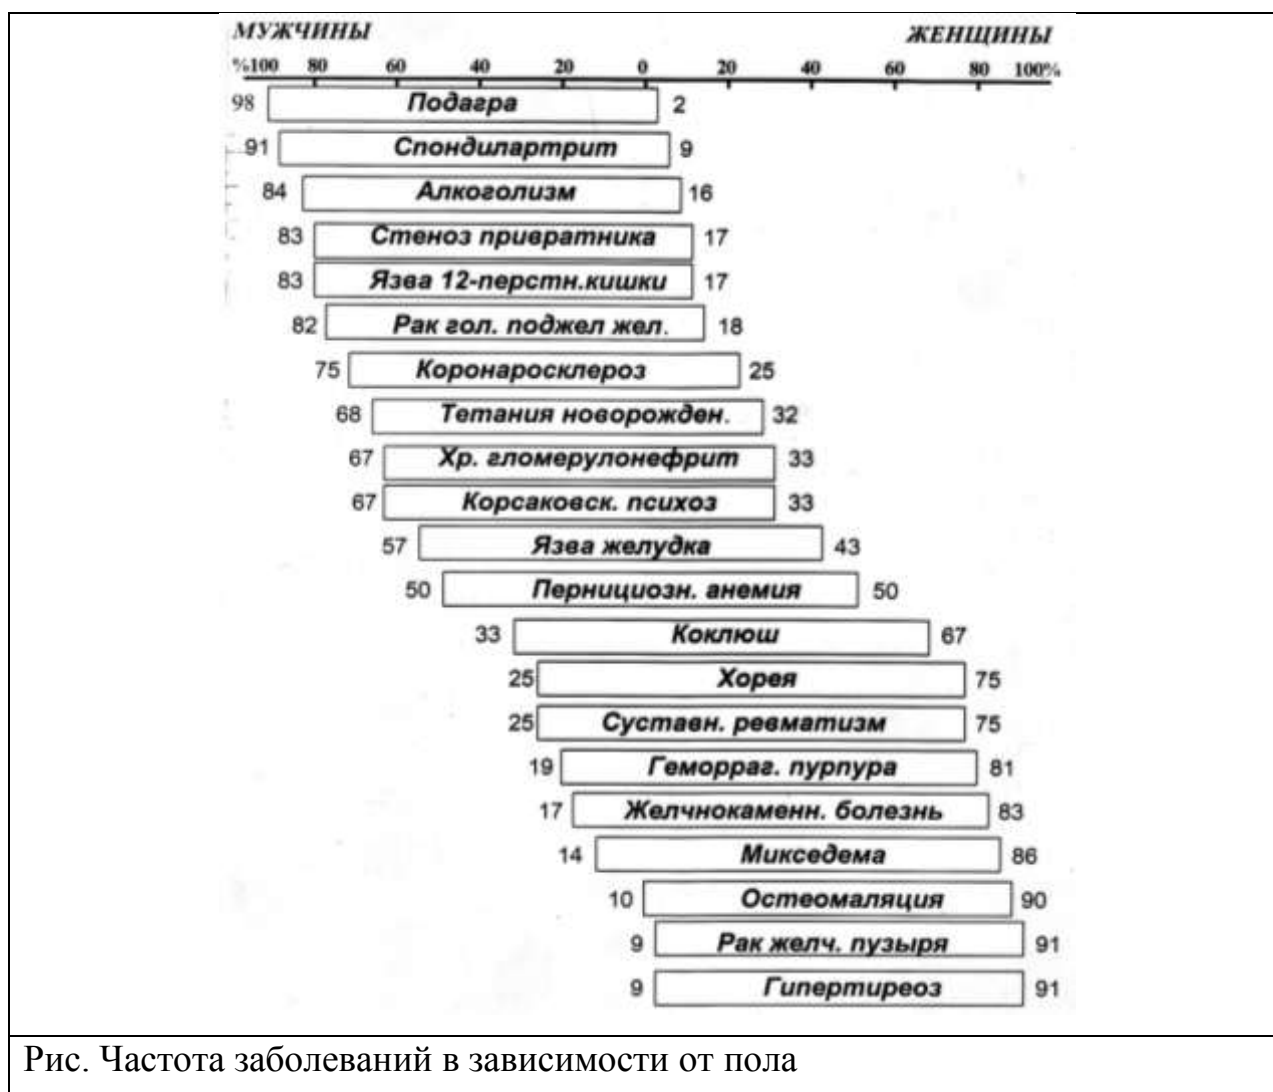 МУЖЧИНЫ ЖЕНЩИНЫ
%100 80 60 40 20 0 20 40 60 80 100%
98 Подагра 2
91 Спондилартрит 9
84 Алкоголизм 16
83 Стеноз привратника 17
83 Язва 12-перстн.кишки 17
82 Рак гол. поджел жел. 18
75 Коронаросклероз 25
68 Тетания новорожден. 32
67 Хр. гломерулонефрит 33
67 Корсаковск. психоз 33
57 Язва желудка 43
50 Пернициозн. анемия 50
33 Коклюш 67
25 Хорея 75
25 Суставн. ревматизм 75
19 Геморраг. пурпура 81
17 Желчнокаменн. болезнь 83
14 Микседема 86
10 Остеомаляция 90
9 Рак желч. пузыря 91
9 Гипертиреоз 91
Рис. Частота заболеваний в зависимости от пола